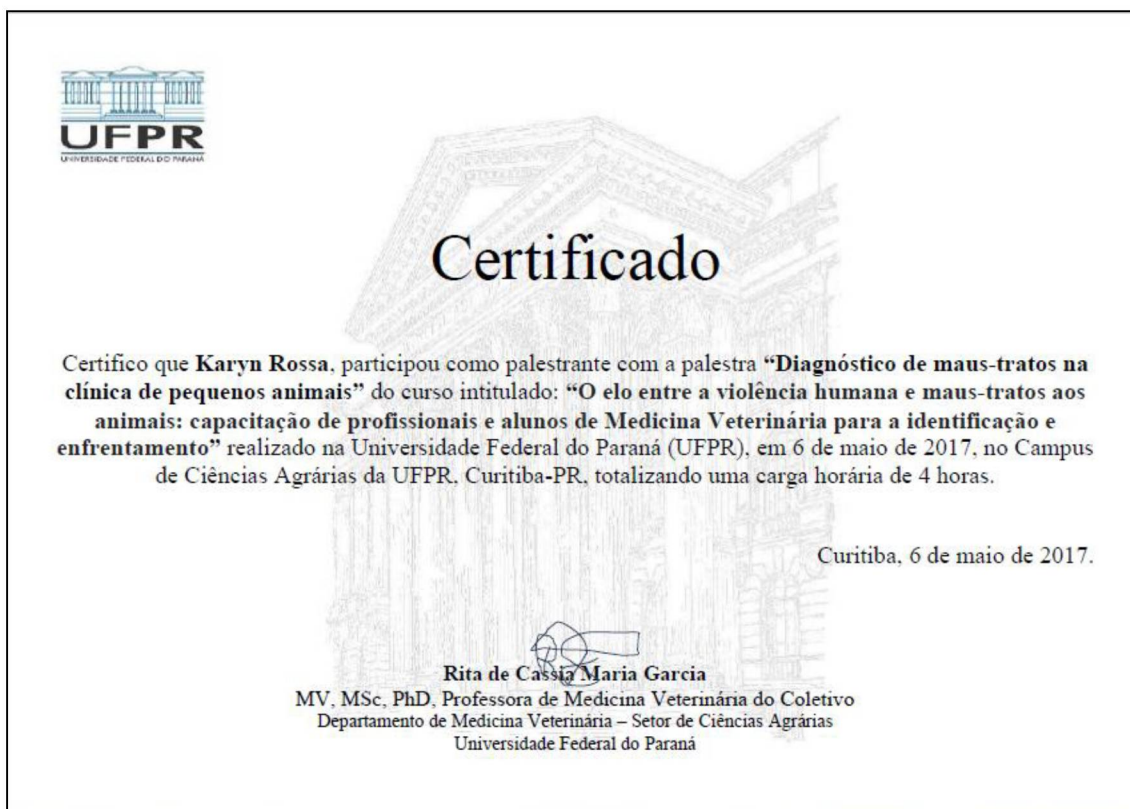 UFPR
UNIVERSIDADE FEDERAL DO PARANÁ
Certificado
Certifico que Karyn Rossa, participou como palestrante com a palestra “Diagnóstico de maus-tratos na
clínica de pequenos animais” do curso intitulado: “O elo entre a violência humana e maus-tratos aos
animais: capacitação de profissionais e alunos de Medicina Veterinária para a identificação e
enfrentamento” realizado na Universidade Federal do Paraná (UFPR), em 6 de maio de 2017, no Campus
de Ciências Agrárias da UFPR, Curitiba-PR, totalizando uma carga horária de 4 horas.
Curitiba, 6 de maio de 2017.
Rita de Cassia Maria Garcia
MV, MSc, PhD, Professora de Medicina Veterinária do Coletivo
Departamento de Medicina Veterinária – Setor de Ciências Agrárias
Universidade Federal do Paraná